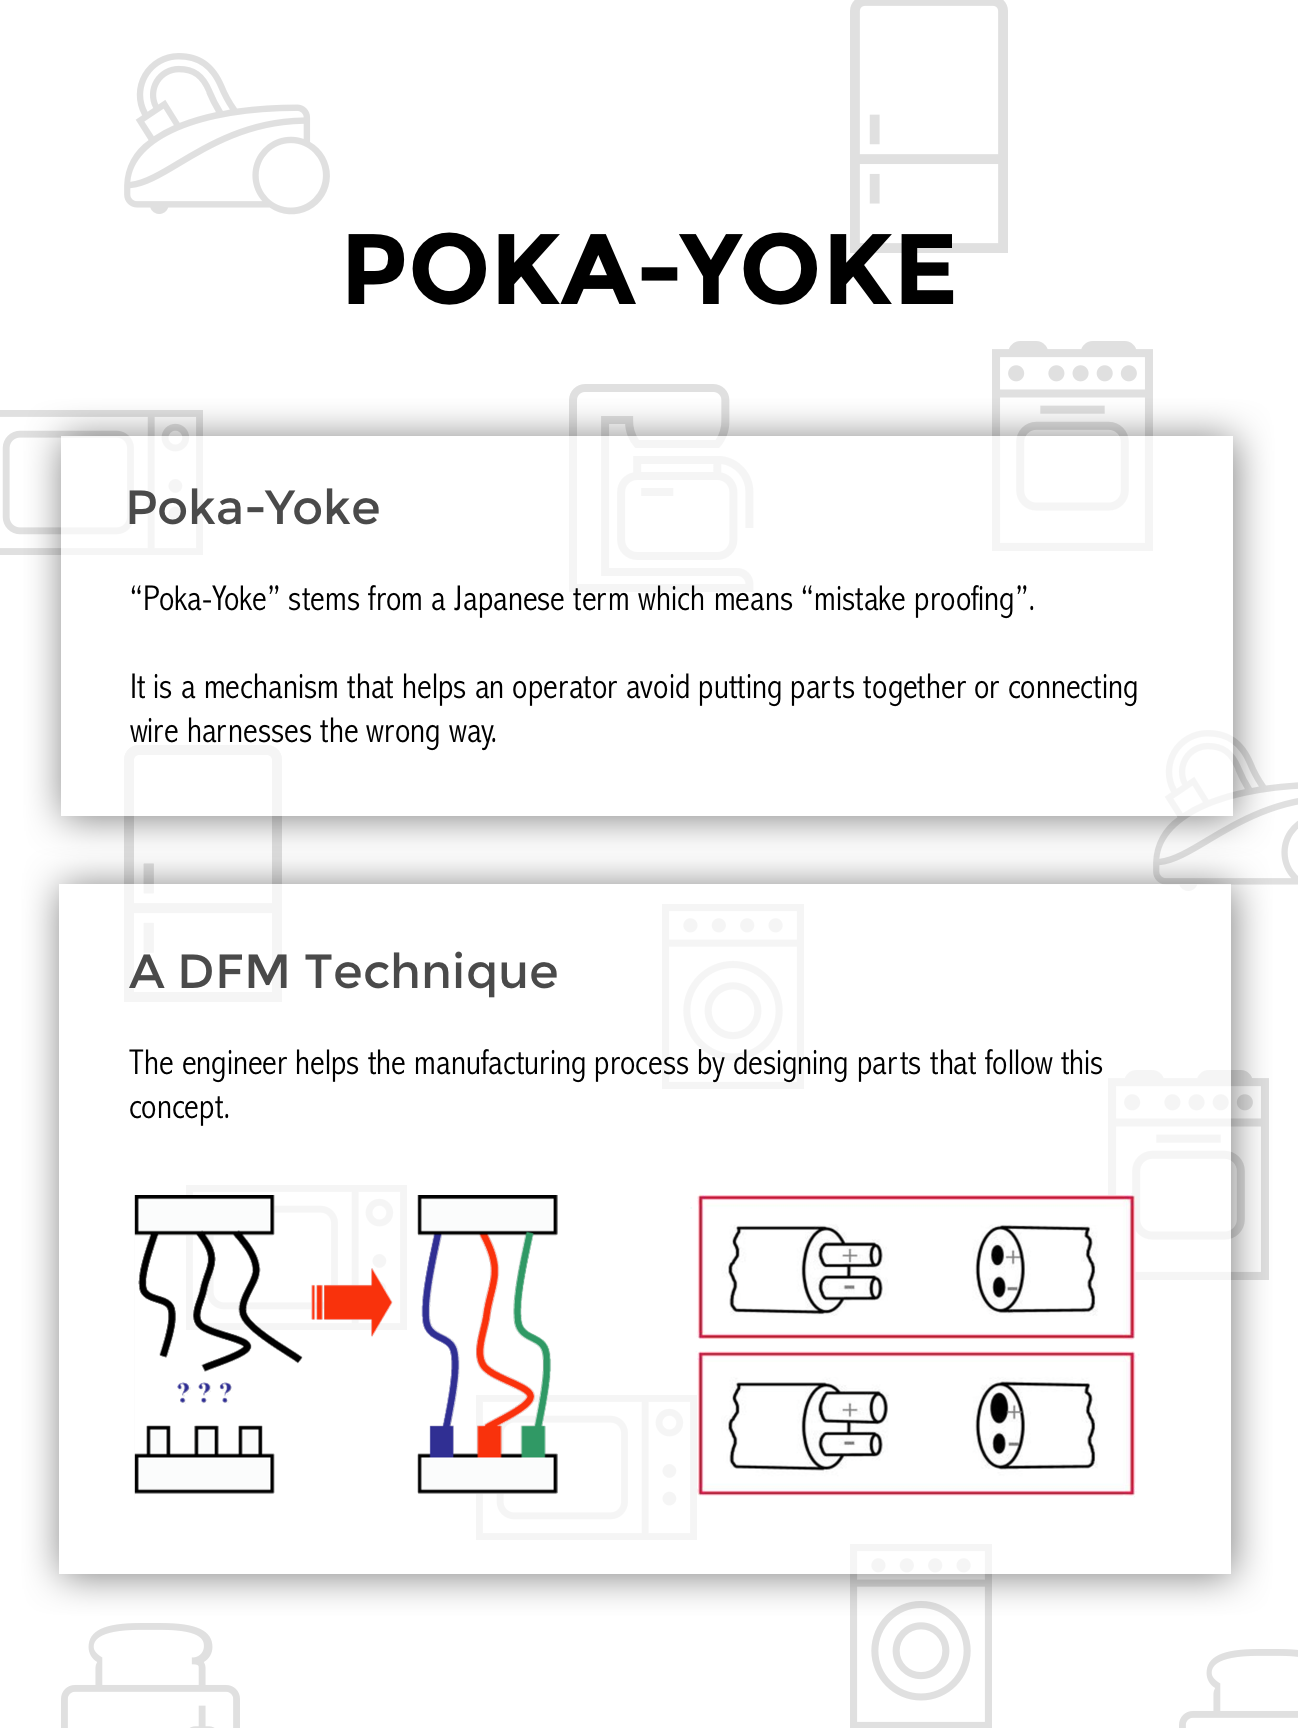 POKA-YOKE
Poka-Yoke
“Poka-Yoke” stems from a Japanese term which means “mistake proofing”.
It is a mechanism that helps an operator avoid putting parts together or connecting
wire harnesses the wrong way.
A DFM Technique
The engineer helps the manufacturing process by designing parts that follow this
concept.
? ? ?
+ +
- -
+ +
- -